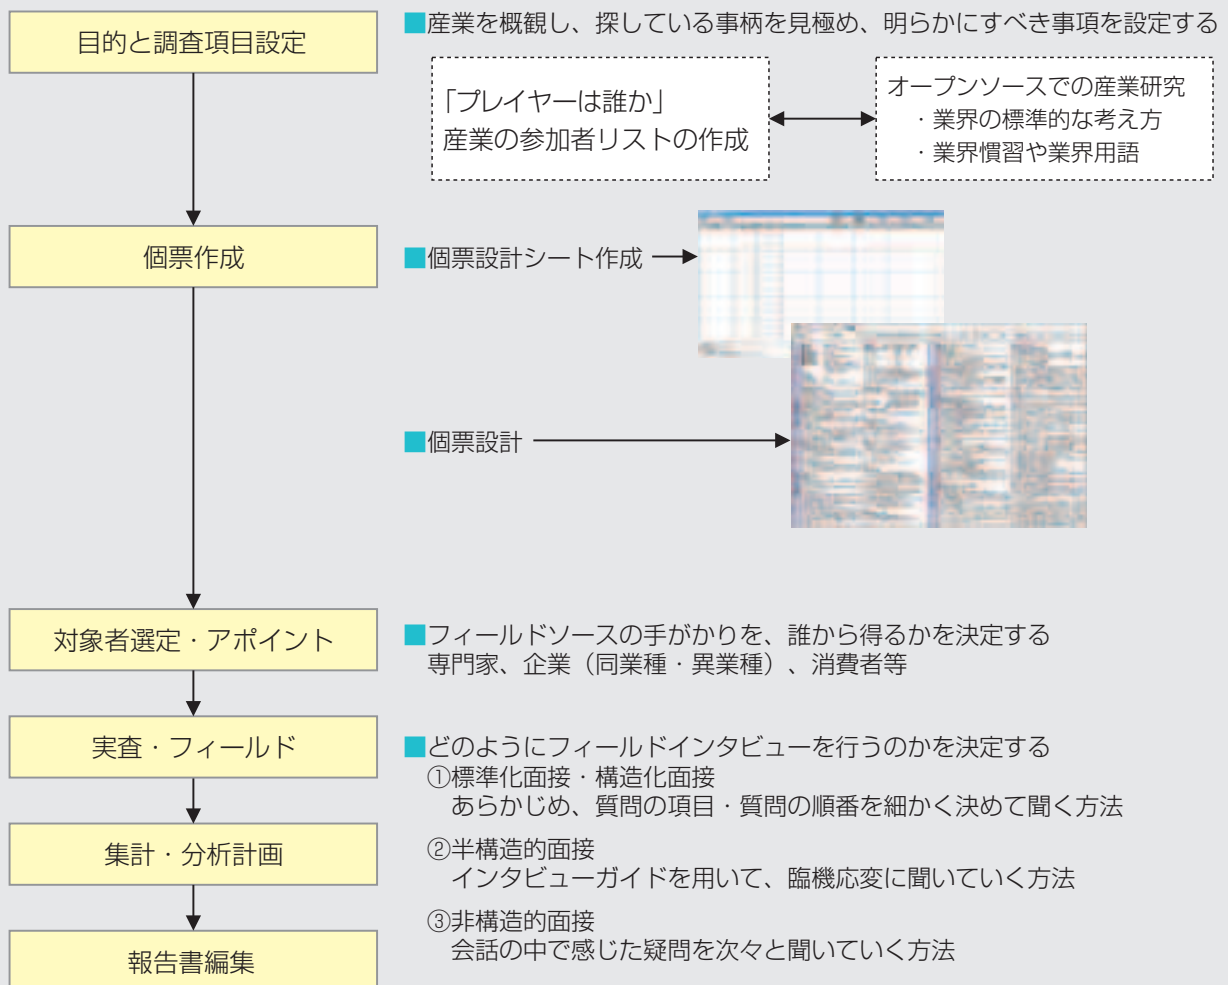 目的と調査項目設定
■産業を概観し、探している事柄を見極め、明らかにすべき事項を設定する
「プレイヤーは誰か」
産業の参加者リストの作成
オープンソースでの産業研究
・業界の標準的な考え方
・業界慣習や業界用語
個票作成
■個票設計シート作成
■個票設計
対象者選定・アポイント
■フィールドソースの手がかりを、誰から得るかを決定する
専門家、企業（同業種・異業種）、消費者等
実査・フィールド
■どのようにフィールドインタビューを行うのかを決定する
①標準化面接・構造化面接
あらかじめ、質問の項目・質問の順番を細かく決めて聞く方法
集計・分析計画
②半構造的面接
インタビューガイドを用いて、臨機応変に聞いていく方法
③非構造的面接
会話の中で感じた疑問を次々と聞いていく方法
報告書編集